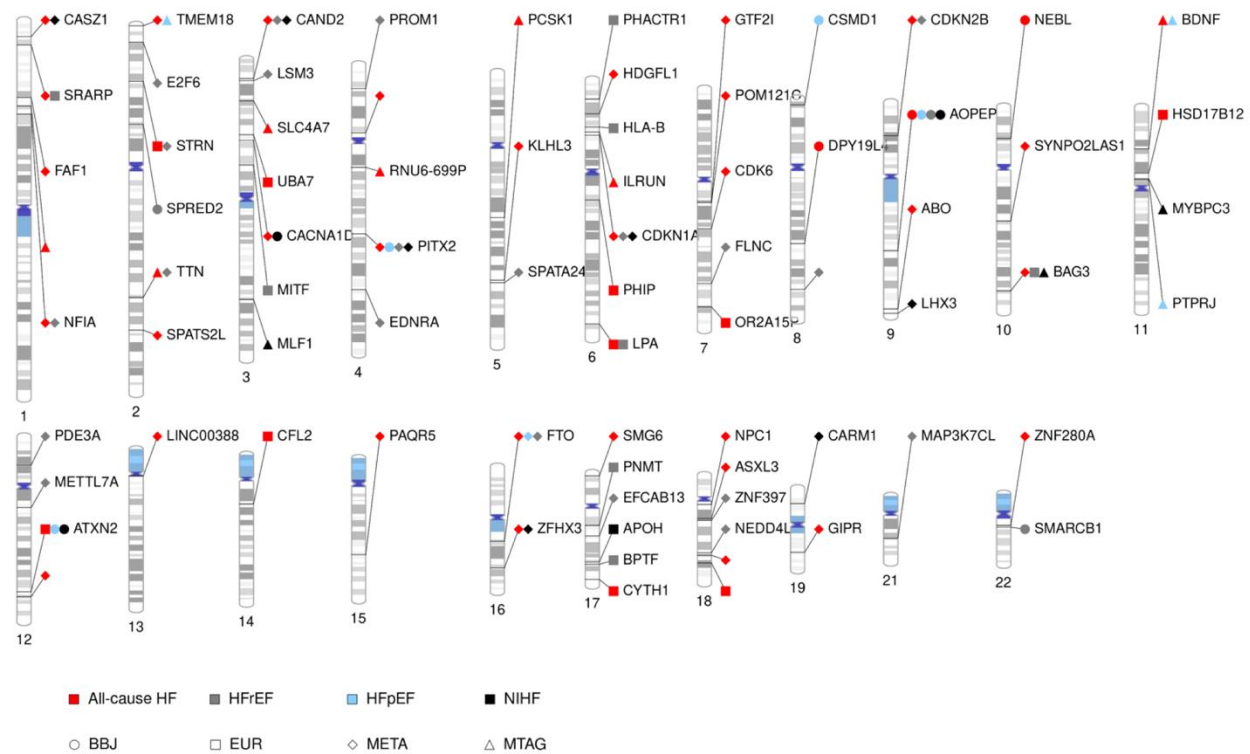 CASZ1
SRARP
FAF1
NFIA
1
TMEM18
E2F6
STRN
SPRED2
TTN
SPATS2L
2
CAND2
LSM3
SLC4A7
UBA7
CACNA1D
MITF
MLF1
3
PROM1
RNU6-699P
PITX2
EDNRA
4
PCSK1
KLHL3
SPATA24
5
PHACTR1
HDGFL1
HLA-B
ILRUN
CDKN1A
PHIP
LPA
6
GTF2I
POM121C
CDK6
FLNC
OR2A15P
7
CSMD1
DPY19L4
8
CDKN2B
AOPEP
ABO
LHX3
9
NEBL
SYNPO2LAS1
BAG3
10
BDNF
HSD17B12
MYBPC3
PTPRJ
11
PDE3A
METTL7A
ATXN2
12
LINC00388
13
CFL2
14
PAQR5
15
FTO
ZFHX3
16
SMG6
PNMT
EFCAB13
APOH
BPTF
CYTH1
17
NPC1
ASXL3
ZNF397
NEDD4L
18
CARM1
GIPR
19
MAP3K7CL
21
ZNF280A
SMARCB1
22
All-cause HF HFrEF HFpEF NIHF
BBJ EUR META MTAG